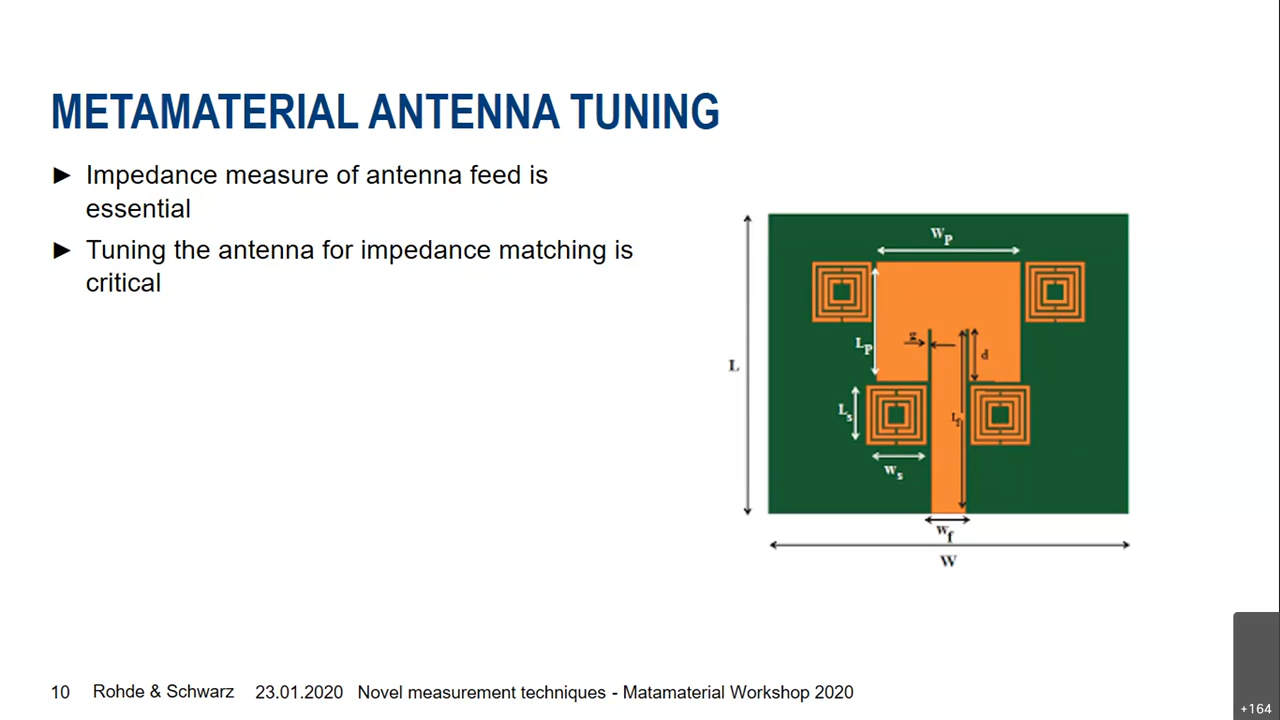 METAMATERIAL ANTENNA TUNING
► Impedance measure of antenna feed is
essential
► Tuning the antenna for impedance matching is
critical
Wp
Lp
g
d
L
Ls
Lf
Ws
Wf
W
10 Rohde & Schwarz 23.01.2020 Novel measurement techniques - Matamaterial Workshop 2020
+164